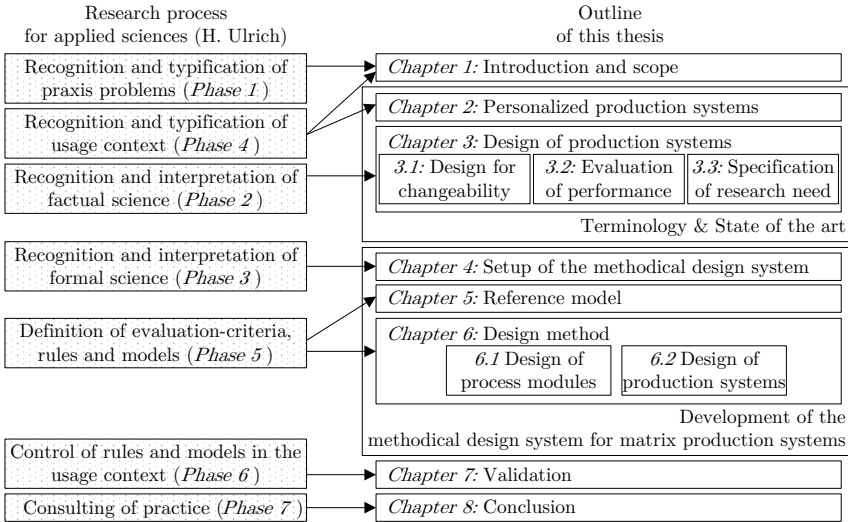 Research process
for applied sciences (H. Ulrich)
Recognition and typification of
praxis problems (Phase 1)
Recognition and typification of
usage context (Phase 4)
Recognition and interpretation of
factual science (Phase 2)
Recognition and interpretation of
formal science (Phase 3)
Definition of evaluation-criteria,
rules and models (Phase 5)
Control of rules and models in the
usage context (Phase 6)
Consulting of practice (Phase 7)
Outline
of this thesis
Chapter 1: Introduction and scope
Chapter 2: Personalized production systems
Chapter 3: Design of production systems
3.1: Design for
changeability
3.2: Evaluation
of performance
3.3: Specification
of research need
Terminology & State of the art
Chapter 4: Setup of the methodical design system
Chapter 5: Reference model
Chapter 6: Design method
6.1 Design of
process modules
6.2 Design of
production systems
Development of the
methodical design system for matrix production systems
Chapter 7: Validation
Chapter 8: Conclusion